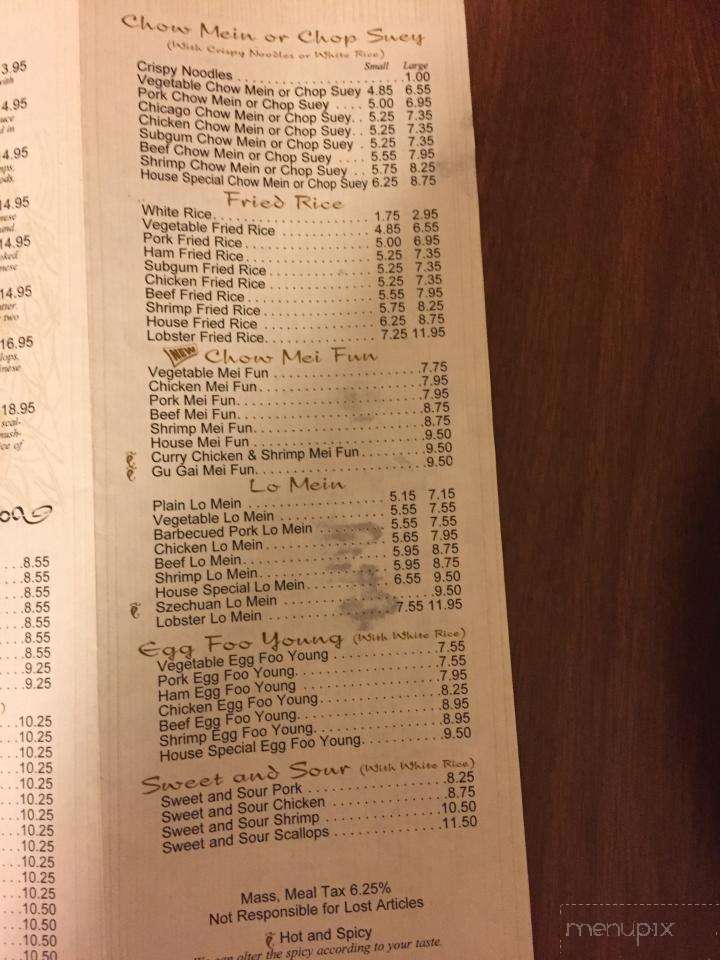 Chow Mein or Chop Suey
(With Crispy Noodles or White Rice)
Small Large
Crispy Noodles 1.00
Vegetable Chow Mein or Chop Suey 4.85 6.55
Pork Chow Mein or Chop Suey .... 5.00 6.95
Chicago Chow Mein or Chop Suey.. 5.25 7.35
Chicken Chow Mein or Chop Suey.. 5.25 7.35
Subgum Chow Mein or Chop Suey . 5.25 7.35
Beef Chow Mein or Chop Suey .... 5.55 7.95
Shrimp Chow Mein or Chop Suey .. 5.75 8.25
House Special Chow Mein or Chop Suey 6.25 8.75
Fried Rice
White Rice 1.75 2.95
Vegetable Fried Rice 4.85 6.55
Pork Fried Rice 5.00 6.95
Ham Fried Rice 5.25 7.35
Subgum Fried Rice 5.25 7.35
Chicken Fried Rice 5.25 7.35
Beef Fried Rice 5.55 7.95
Shrimp Fried Rice 5.75 8.25
House Fried Rice 6.25 8.75
Lobster Fried Rice 7.25 11.95
NEW Chow Mei Fun
Vegetable Mei Fun 7.75
Chicken Mei Fun 7.95
Pork Mei Fun 7.95
Beef Mei Fun 8.75
Shrimp Mei Fun 8.75
House Mei Fun 9.50
Curry Chicken & Shrimp Mei Fun 9.50
Gu Gai Mei Fun 9.50
Lo Mein
Plain Lo Mein 5.15 7.15
Vegetable Lo Mein 5.55 7.55
Barbecued Pork Lo Mein 5.55 7.55
Chicken Lo Mein 5.65 7.95
Beef Lo Mein 5.95 8.75
Shrimp Lo Mein 5.95 8.75
House Special Lo Mein 6.55 9.50
Szechuan Lo Mein 9.50
Lobster Lo Mein 7.55 11.95
Egg Foo Young (With White Rice)
Vegetable Egg Foo Young 7.55
Pork Egg Foo Young 7.55
Ham Egg Foo Young 7.95
Chicken Egg Foo Young 8.25
Beef Egg Foo Young 8.95
Shrimp Egg Foo Young 8.95
House Special Egg Foo Young 9.50
Sweet and Sour (With White Rice)
Sweet and Sour Pork 8.25
Sweet and Sour Chicken 8.75
Sweet and Sour Shrimp 10.50
Sweet and Sour Scallops 11.50
Mass, Meal Tax 6.25%
Not Responsible for Lost Articles
Hot and Spicy
We can alter the spicy according to your taste.
3.95
4.95
4.95
14.95
14.95
14.95
16.95
18.95
8.55
8.55
8.55
8.55
8.55
8.55
8.55
9.25
9.25
10.25
10.25
10.25
10.25
10.25
10.25
10.25
10.25
10.25
10.25
10.25
10.25
10.50
10.50
10.50
10.50
menupix